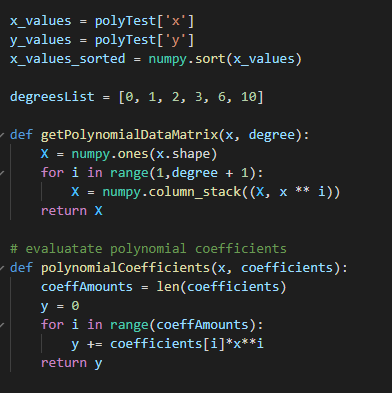 x_values = polyTest['x']
y_values = polyTest['y']
x_values_sorted = numpy.sort(x_values)
degreesList = [0, 1, 2, 3, 6, 10]
def getPolynomialDataMatrix(x, degree):
    X = numpy.ones(x.shape)
    for i in range(1,degree + 1):
        X = numpy.column_stack((X, x ** i))
    return X
# evaluatate polynomial coefficients
def polynomialCoefficients(x, coefficients):
    coeffAmounts = len(coefficients)
    y = 0
    for i in range(coeffAmounts):
        y += coefficients[i]*x**i
    return y